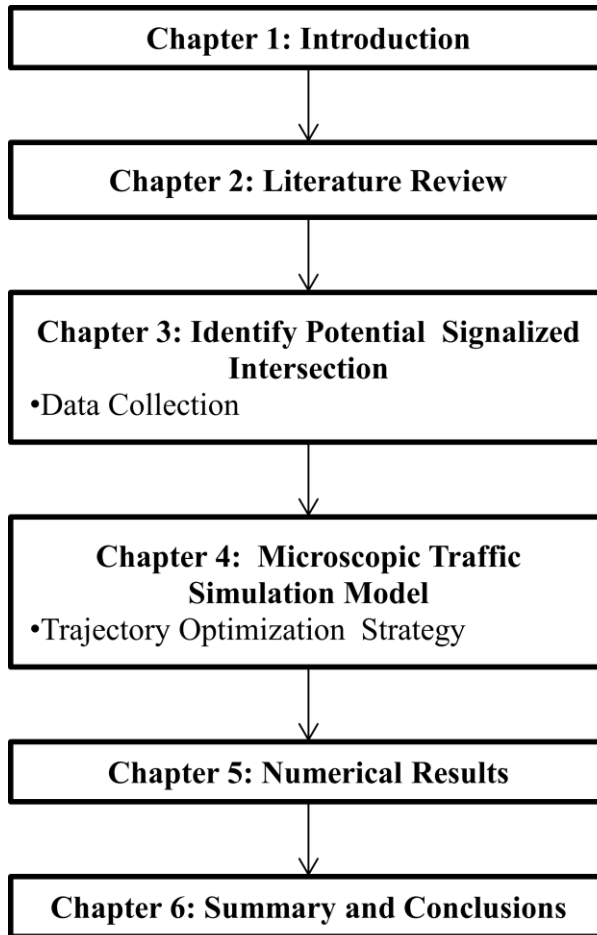 Chapter 1: Introduction
Chapter 2: Literature Review
Chapter 3: Identify Potential Signalized
Intersection
•Data Collection
Chapter 4: Microscopic Traffic
Simulation Model
•Trajectory Optimization Strategy
Chapter 5: Numerical Results
Chapter 6: Summary and Conclusions